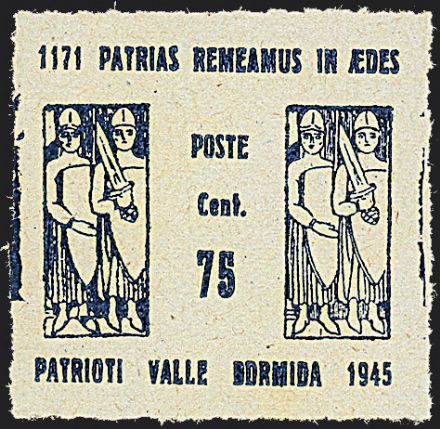 1171 PATRIAS REMEAMUS IN ÆDES
POSTE
Cent.
75
PATRIOTI VALLE BORMIDA 1945